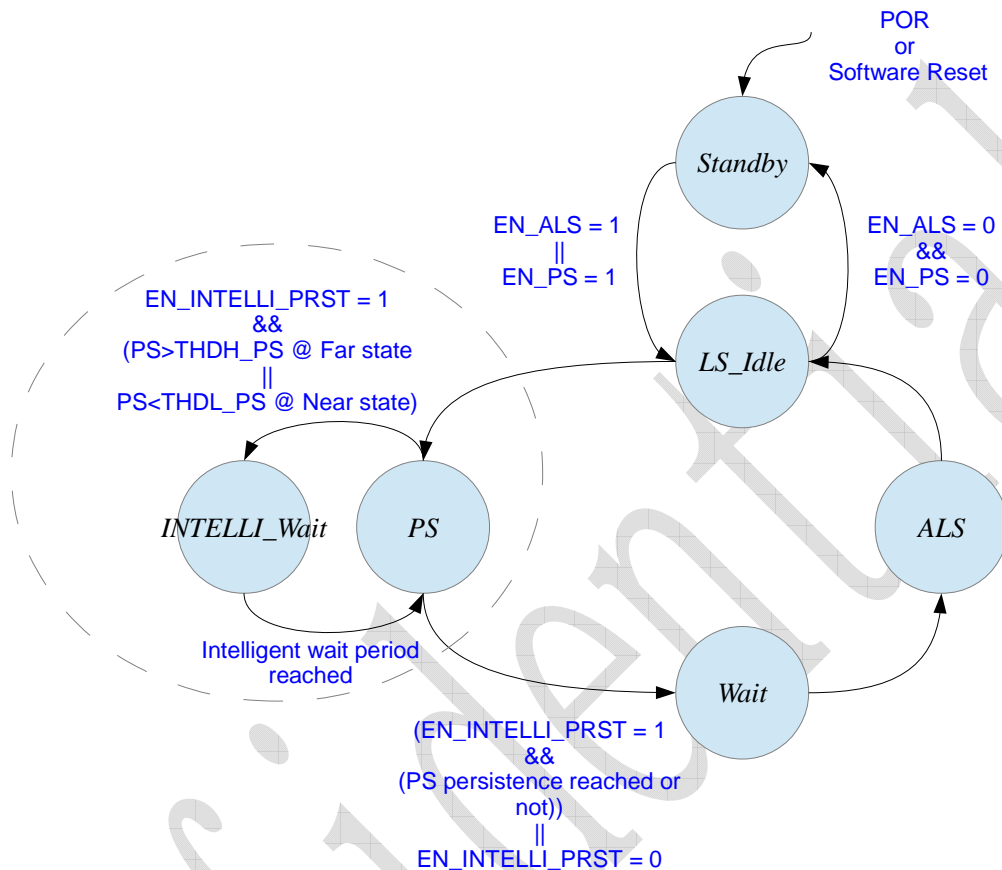 POR
or
Software Reset
Standby
EN_ALS = 1
||
EN_PS = 1
EN_ALS = 0
&&
EN_PS = 0
EN_INTELLI_PRST = 1
&&
(PS>THDH_PS @ Far state
||
PS<THDL_PS @ Near state)
LS_Idle
INTELLI_Wait
PS
ALS
Intelligent wait period
reached
Wait
(EN_INTELLI_PRST = 1
&&
(PS persistence reached or
not))
||
EN_INTELLI_PRST = 0